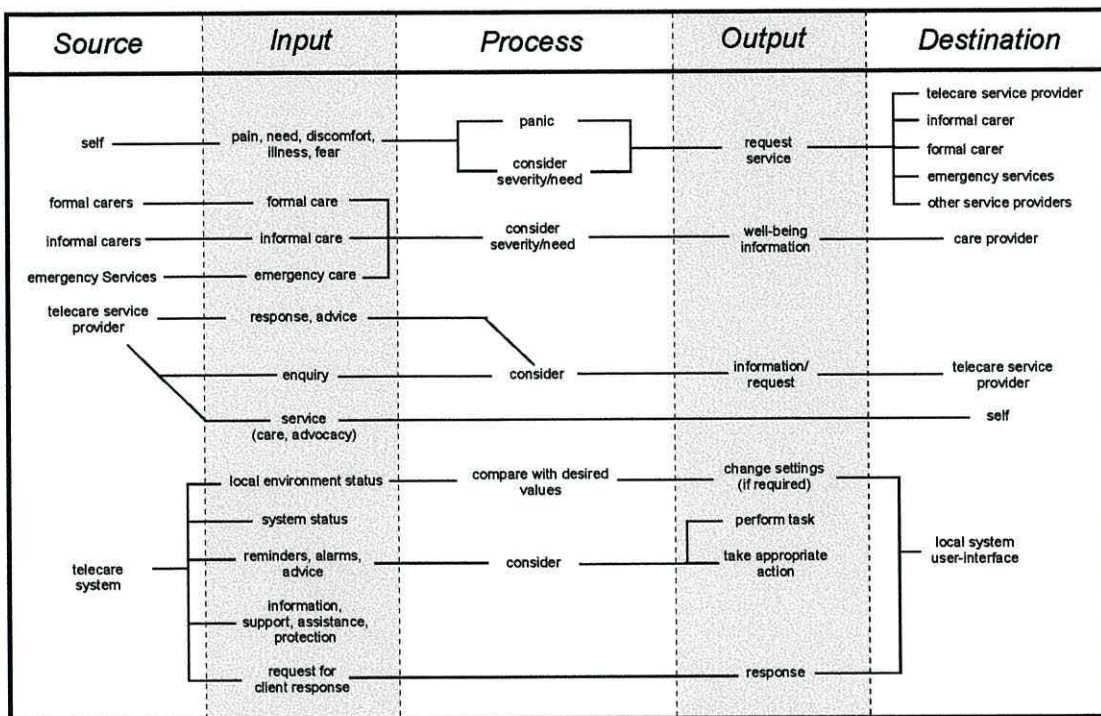 Source Input Process Output Destination
telecare service provider
panic
informal carer
self
pain, need, discomfort,
illness, fear
request
service
formal carer
consider
severity/need
emergency services
formal carers
formal care
other service providers
informal carers
informal care
consider
severity/need
well-being
information
care provider
emergency Services
emergency care
telecare service
provider
response, advice
enquiry
consider
information/
request
telecare service
provider
service
(care, advocacy)
self
local environment status
compare with desired
values
change settings
(if required)
system status
perform task
telecare
system
reminders, alarms,
advice
consider
take appropriate
action
local system
user-interface
information,
support, assistance,
protection
request for
client response
response